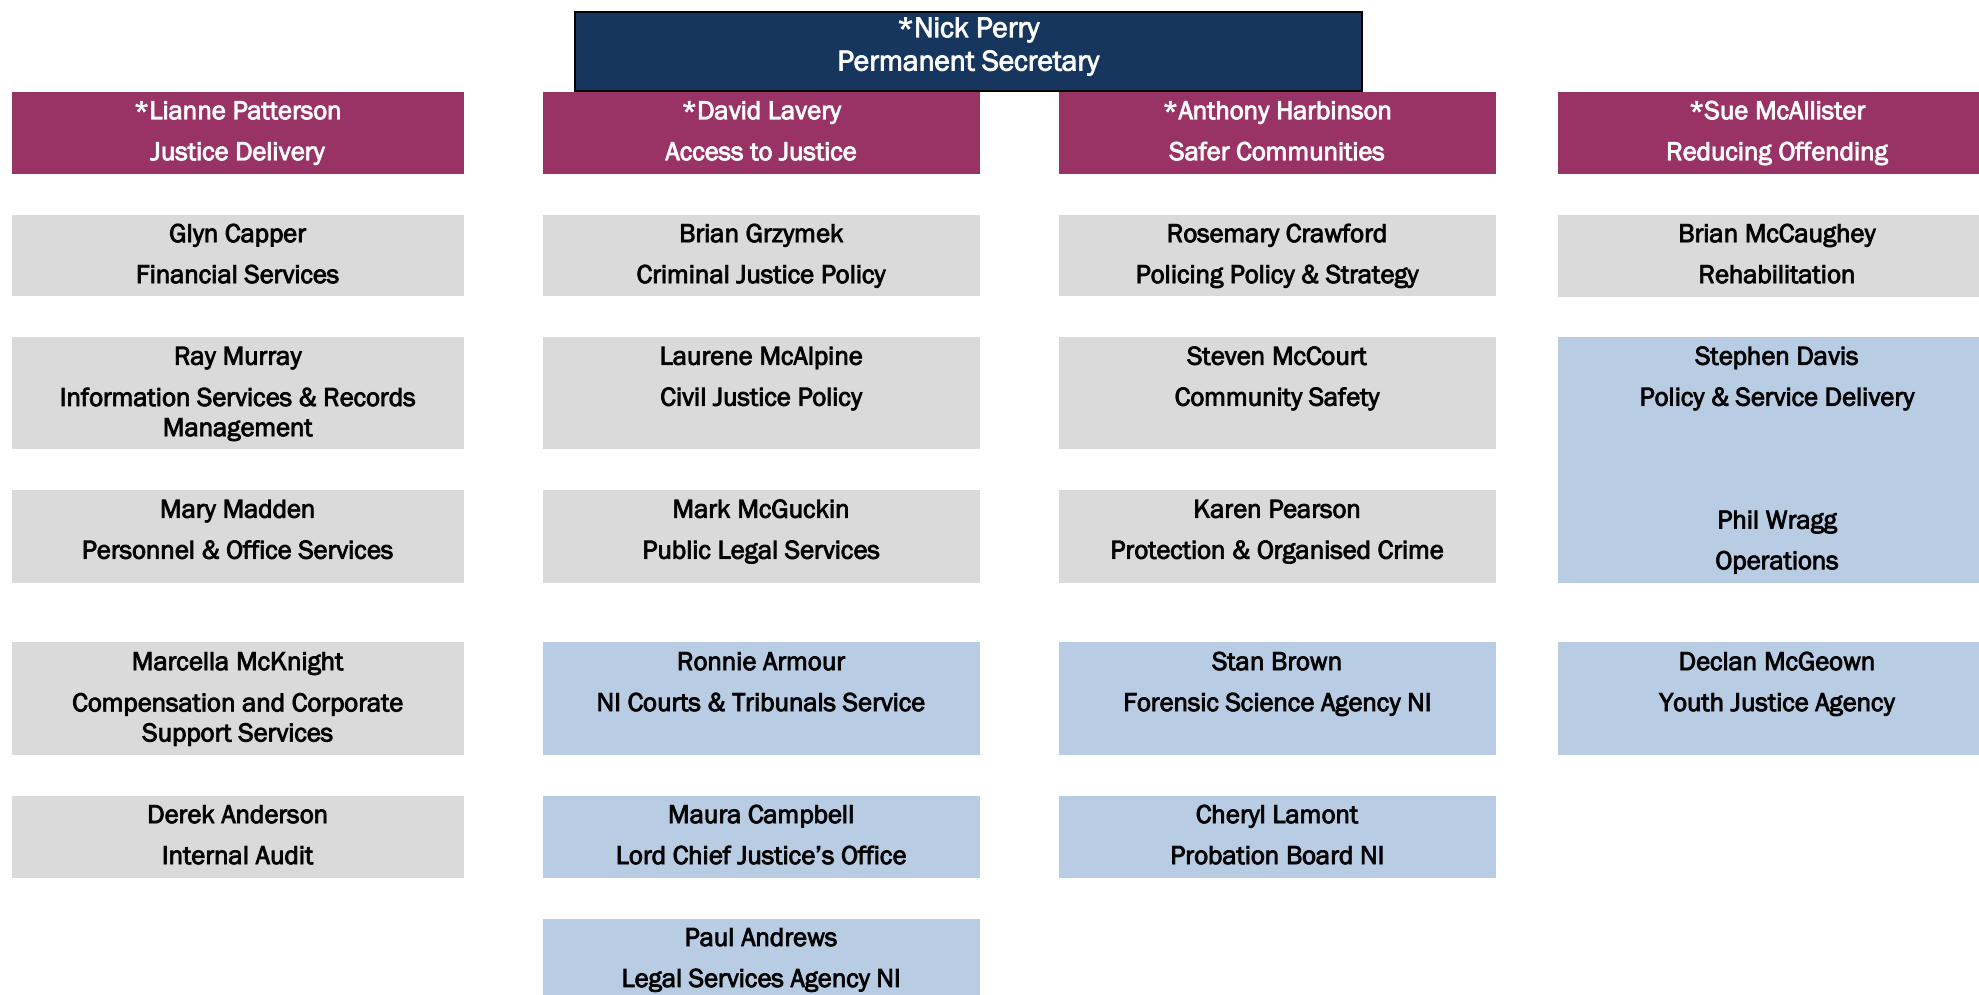 *Nick Perry
Permanent Secretary
*Lianne Patterson
Justice Delivery
*David Lavery
Access to Justice
*Anthony Harbinson
Safer Communities
*Sue McAllister
Reducing Offending
Glyn Capper
Financial Services
Brian Grzymek
Criminal Justice Policy
Rosemary Crawford
Policing Policy & Strategy
Brian McCaughey
Rehabilitation
Ray Murray
Information Services & Records
Management
Laurene McAlpine
Civil Justice Policy
Steven McCourt
Community Safety
Stephen Davis
Policy & Service Delivery
Mary Madden
Personnel & Office Services
Mark McGuckin
Public Legal Services
Karen Pearson
Protection & Organised Crime
Phil Wragg
Operations
Marcella McKnight
Compensation and Corporate
Support Services
Ronnie Armour
NI Courts & Tribunals Service
Stan Brown
Forensic Science Agency NI
Declan McGeown
Youth Justice Agency
Derek Anderson
Internal Audit
Maura Campbell
Lord Chief Justice’s Office
Cheryl Lamont
Probation Board NI
Paul Andrews
Legal Services Agency NI